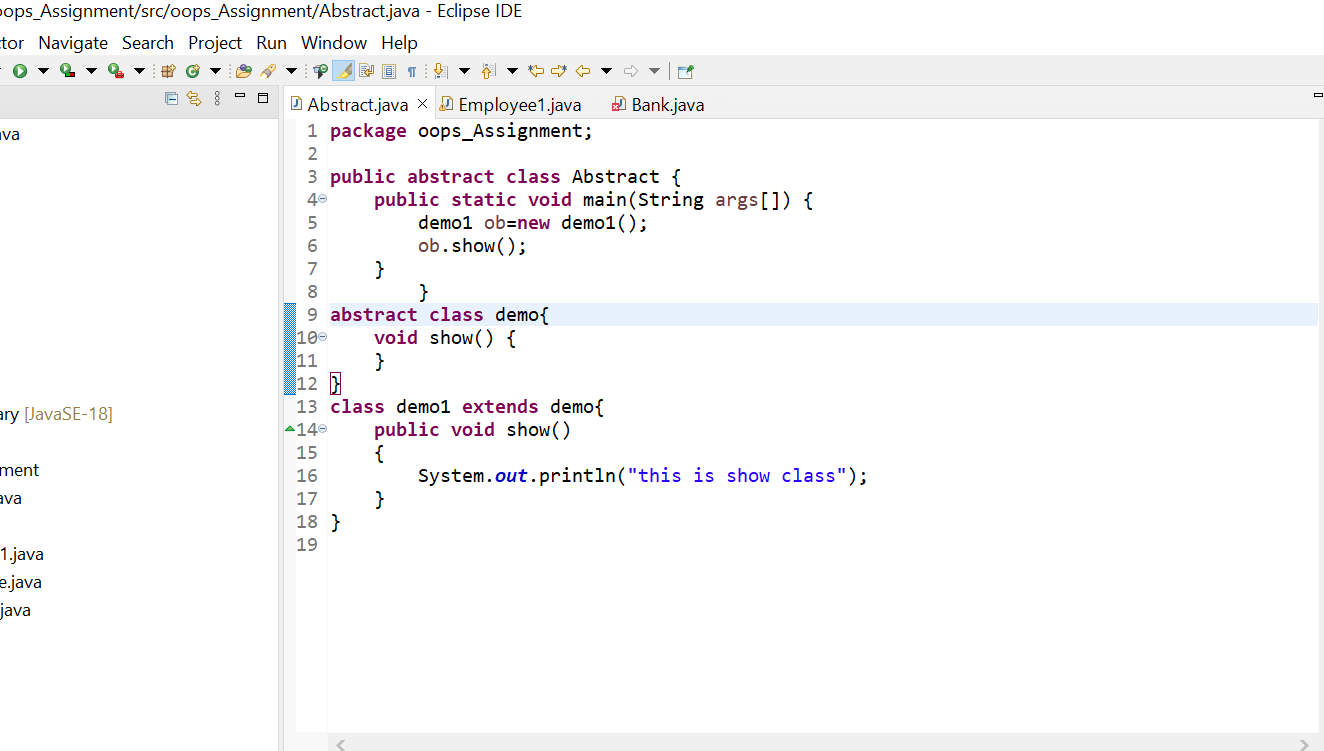 oops_Assignment/src/oops_Assignment/Abstract.java - Eclipse IDE
ctor Navigate Search Project Run Window Help
Abstract.java Employee1.java Bank.java
ava
ary [JavaSE-18]
ment
ava
1.java
e.java
java
1 package oops_Assignment;
2
3 public abstract class Abstract {
4 public static void main(String args[]) {
5 demo1 ob=new demo1();
6 ob.show();
7 }
8 }
9 abstract class demo{
10 void show() {
11 }
12 }
13 class demo1 extends demo{
14 public void show()
15 {
16 System.out.println("this is show class");
17 }
18 }
19